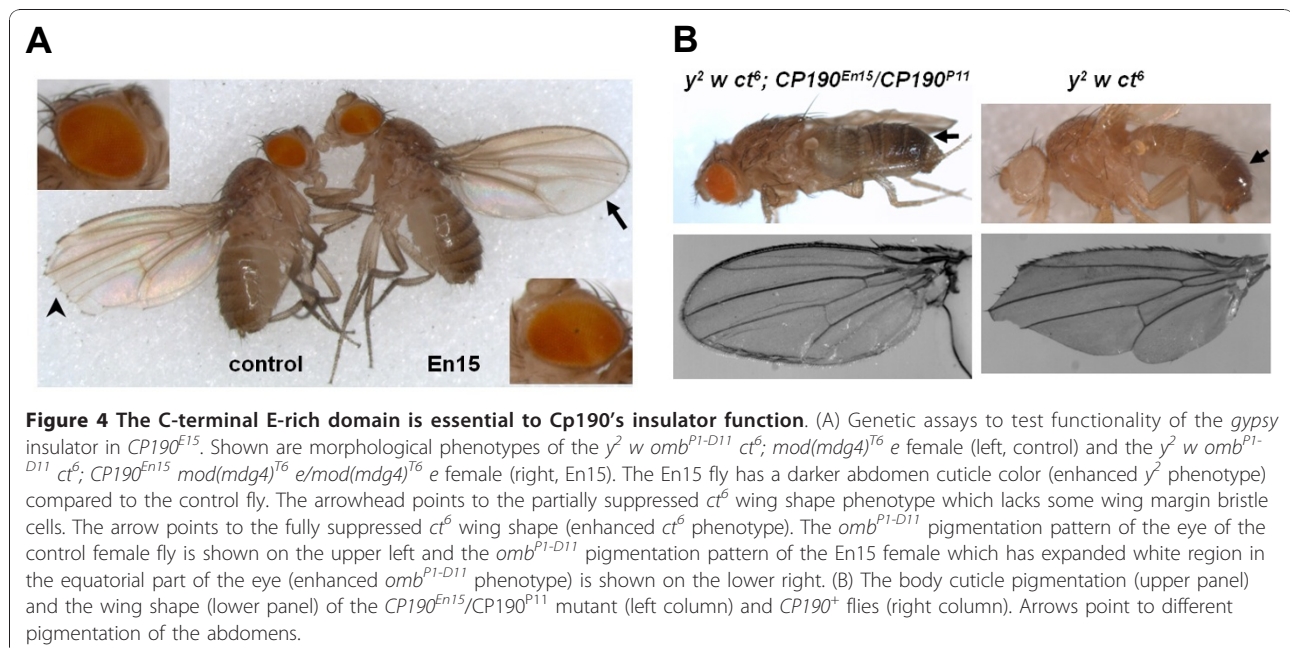 A
B
y2 w ct6; CP190En15/CP190P11
y2 w ct6
control
En15
Figure 4 The C-terminal E-rich domain is essential to Cp190's insulator function. (A) Genetic assays to test functionality of the gypsy
insulator in CP190E15. Shown are morphological phenotypes of the y2 w ombP1-D11 ct6; mod(mdg4)T6 e female (left, control) and the y2 w ombP1-
D11 ct6; CP190En15 mod(mdg4)T6 e/mod(mdg4)T6 e female (right, En15). The En15 fly has a darker abdomen cuticle color (enhanced y2 phenotype)
compared to the control fly. The arrowhead points to the partially suppressed ct6 wing shape phenotype which lacks some wing margin bristle
cells. The arrow points to the fully suppressed ct6 wing shape (enhanced ct6 phenotype). The ombP1-D11 pigmentation pattern of the eye of the
control female fly is shown on the upper left and the ombP1-D11 pigmentation pattern of the En15 female which has expanded white region in
the equatorial part of the eye (enhanced ombP1-D11 phenotype) is shown on the lower right. (B) The body cuticle pigmentation (upper panel)
and the wing shape (lower panel) of the CP190En15/CP190P11 mutant (left column) and CP190+ flies (right column). Arrows point to different
pigmentation of the abdomens.